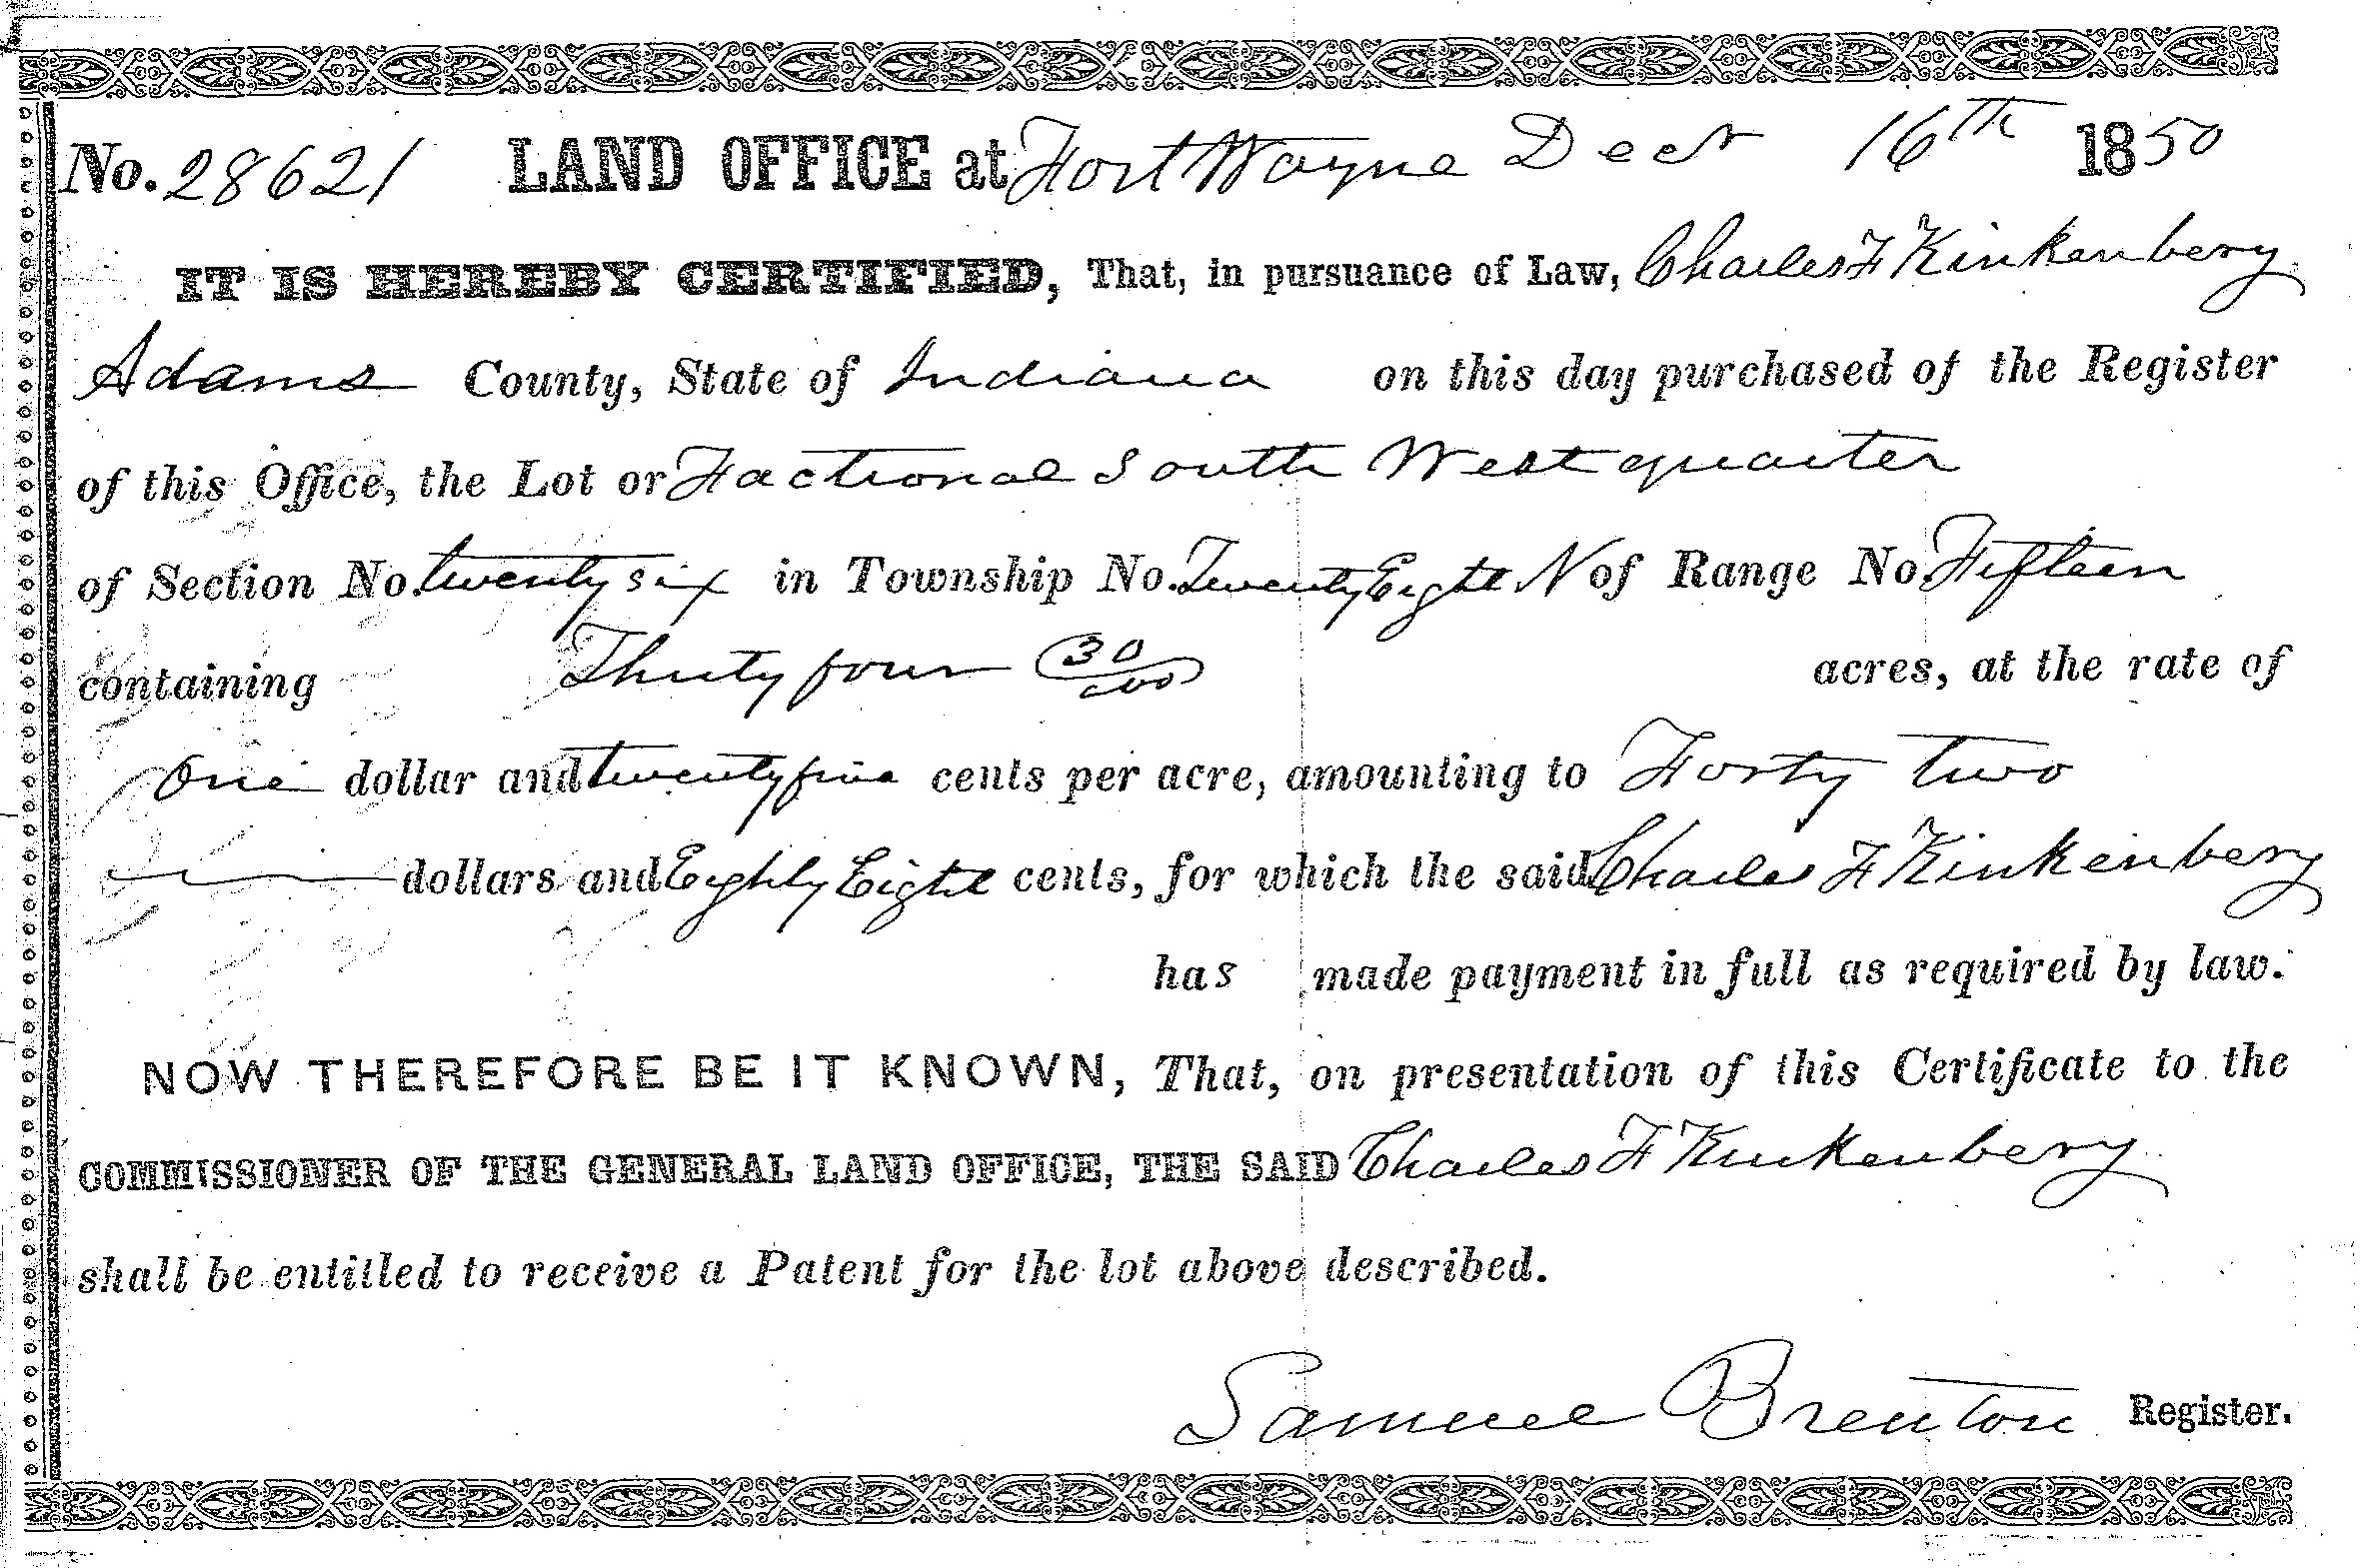 No. 28621 LAND OFFICE at Fort Wayne Decr 16th 1850
IT IS HEREBY CERTIFIED, That, in pursuance of Law, Charles F Kinkenbery
Adams County, State of Indiana on this day purchased of the Register
of this Office, the Lot or Factional South West quarter
of Section No. twenty six in Township No. Twenty Eight N of Range No. Fifteen
containing Thirty four 30/100 acres, at the rate of
One dollar and twenty five cents per acre, amounting to Forty two
dollars and Eighty Eight cents, for which the said Charles F Kinkenbery
has made payment in full as required by law.
NOW THEREFORE BE IT KNOWN, That, on presentation of this Certificate to the
COMMISSIONER OF THE GENERAL LAND OFFICE, THE SAID Charles F Kinkenbery
shall be entitled to receive a Patent for the lot above described.
Samuel Brenton Register.